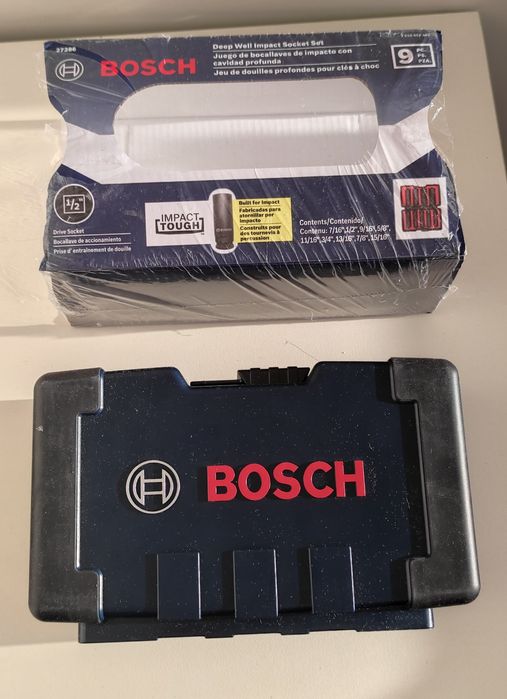 27286
BOSCH
Deep Well Impact Socket Set
Juego de bocallaves de impacto con
cavidad profunda
Jeu de douilles profondes pour clés à choc
9 PC.
PS.
PZA.
1/2"
Drive Socket
Bocallave de accionamiento
Prise d'entraînement de douille
IMPACT
TOUGH
Built for Impact
Fabricadas para
atornillar por
impacto
Construits pour
des tournevis à
percussion
Contents/Contenido/
Contenu: 7/16",1/2", 9/16",5/8",
11/16",3/4", 13/16",7/8",15/16"
BOSCH